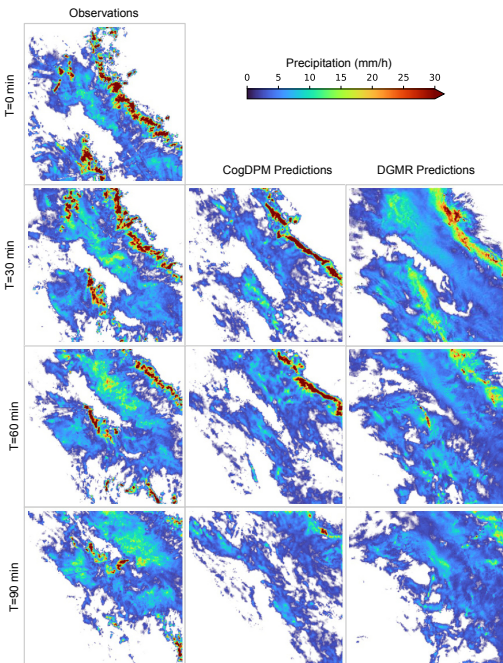 Observations
Precipitation (mm/h)
0 5 10 15 20 25 30
T=0 min
CogDPM Predictions
DGMR Predictions
T=30 min
T=60 min
T=90 min